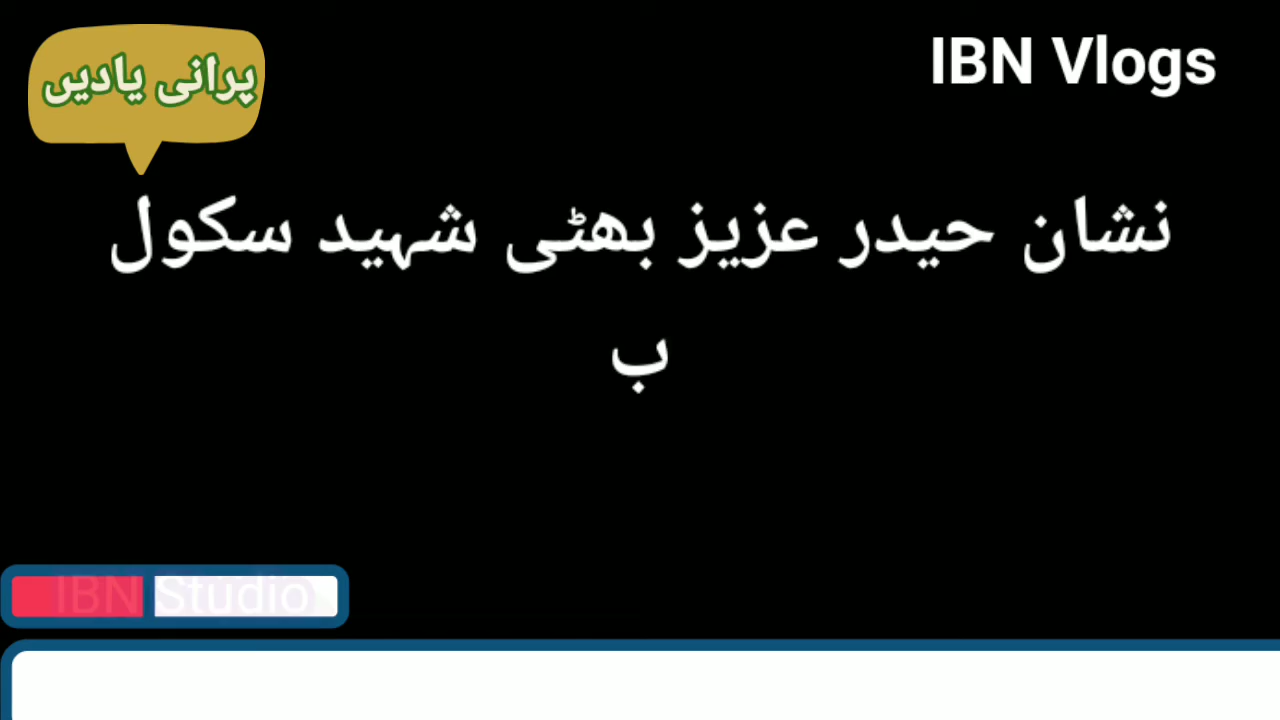 پرانی یادیں
IBN Vlogs
نشان حیدر عزیز بھٹی شہید سکول
ب
IBN Studio